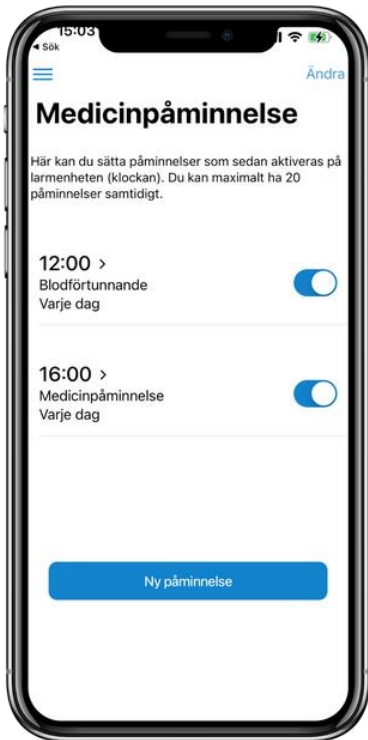 15:03
◀ Sök
Ändra
Medicinpåminnelse
Här kan du sätta påminnelser som sedan aktiveras på
larmenheten (klockan). Du kan maximalt ha 20
påminnelser samtidigt.
12:00 >
Blodförtunnande
Varje dag
16:00 >
Medicinpåminnelse
Varje dag
Ny påminnelse